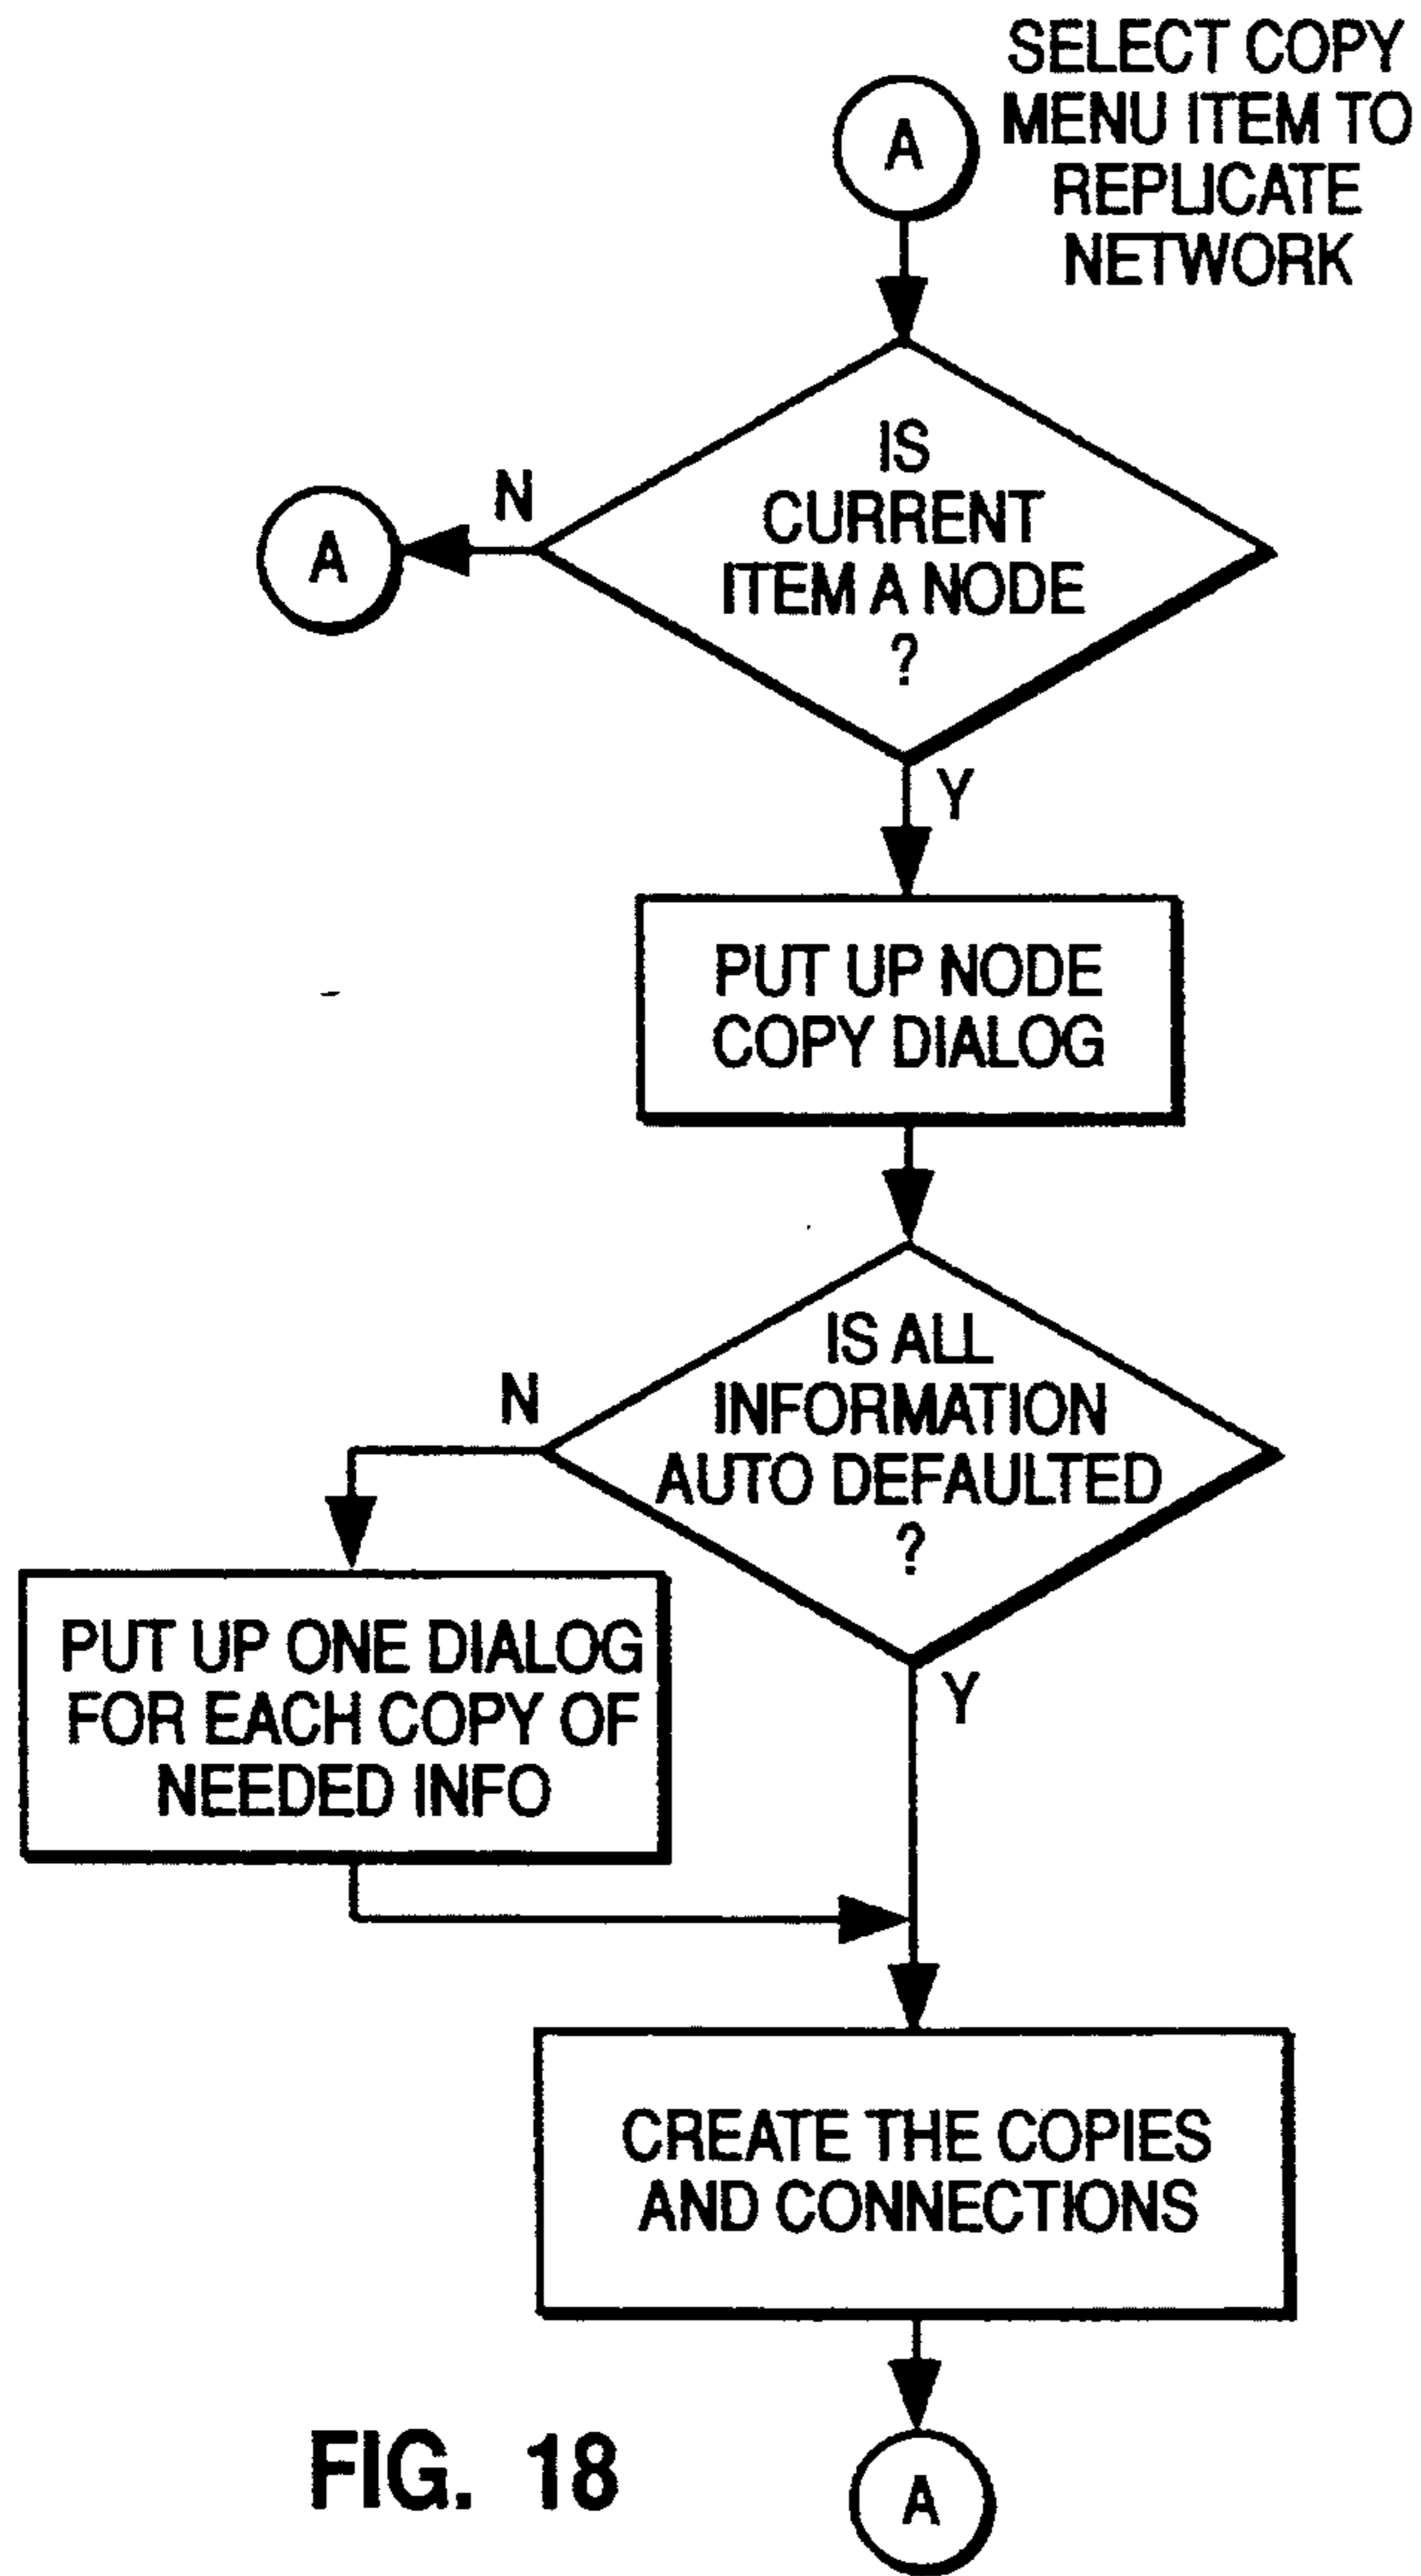 SELECT COPY
MENU ITEM TO
REPLICATE
NETWORK
A
IS
CURRENT
ITEM A NODE
?
N
A
Y
PUT UP NODE
COPY DIALOG
IS ALL
INFORMATION
AUTO DEFAULTED
?
N
PUT UP ONE DIALOG
FOR EACH COPY OF
NEEDED INFO
Y
CREATE THE COPIES
AND CONNECTIONS
A
FIG. 18